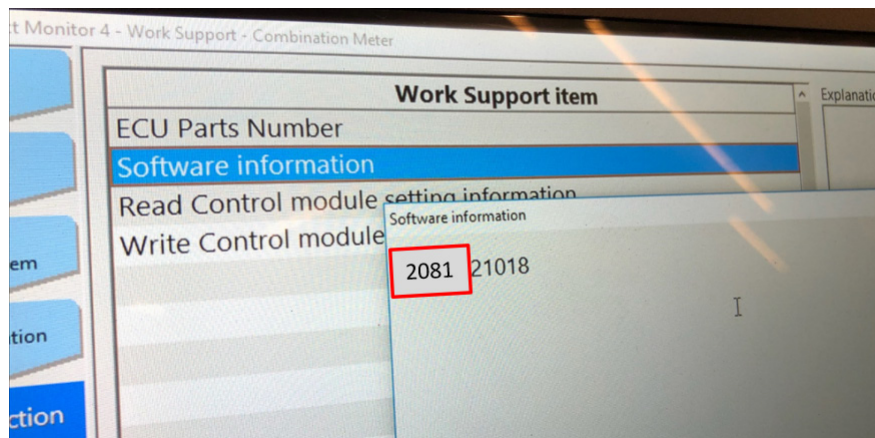 t Monitor 4 - Work Support - Combination Meter
Work Support item
Explanatio
ECU Parts Number
Software information
Read Control module setting information
Write Control module
Software information
2081 21018
em
tion
ction